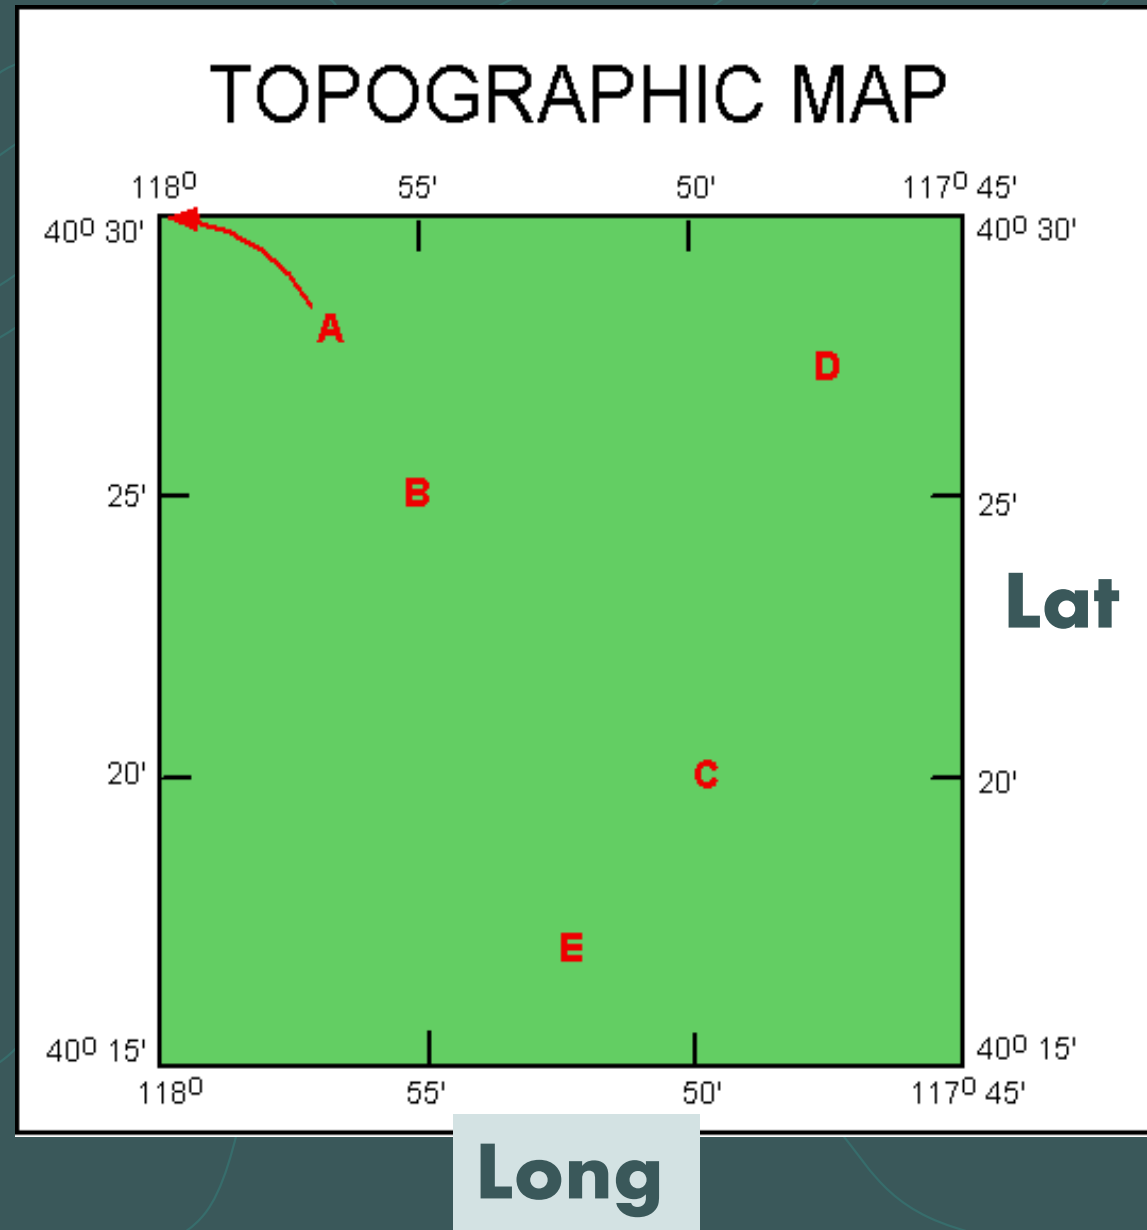 TOPOGRAPHIC MAP
118⁰ 55' 50' 117⁰ 45'
40⁰ 30' 40⁰ 30'
A
D
B
25' 25'
Lat
20' C 20'
E
40⁰ 15' 40⁰ 15'
118⁰ 55' 50' 117⁰ 45'
Long